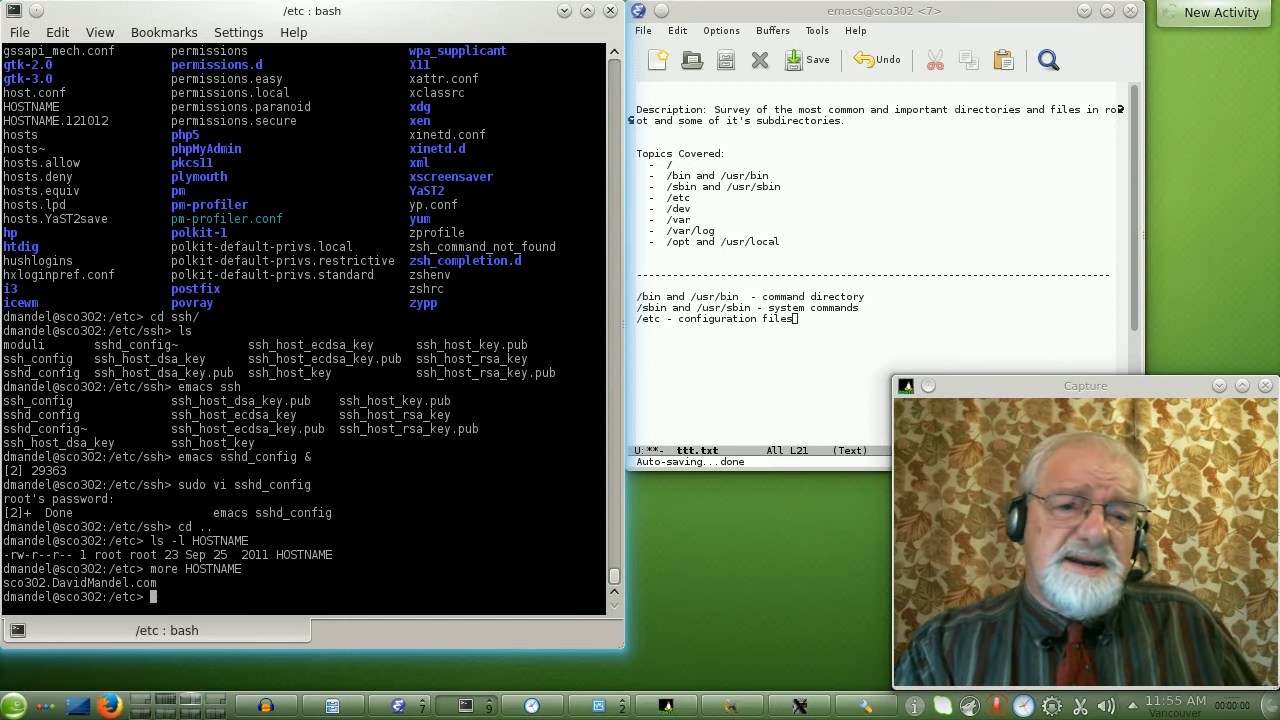 /etc : bash
File Edit View Bookmarks Settings Help
gssapi_mech.conf permissions wpa_supplicant
gtk-2.0 permissions.d X11
gtk-3.0 permissions.easy xattr.conf
host.conf permissions.local xclassrc
HOSTNAME permissions.paranoid xdg
HOSTNAME.121012 permissions.secure xen
hosts php5 xinetd.conf
hosts~ phpMyAdmin xinetd.d
hosts.allow pkcs11 xml
hosts.deny plymouth xscreensaver
hosts.equiv pm YaST2
hosts.lpd pm-profiler yp.conf
hosts.YaST2save pm-profiler.conf yum
hp polkit-1 zprofile
htdig polkit-default-privs.local zsh_command_not_found
hushlogins polkit-default-privs.restrictive zsh_completion.d
hxloginpref.conf polkit-default-privs.standard zshenv
i3 postfix zshrc
icewm povray zypp
dmandel@sco302:/etc> cd ssh/
dmandel@sco302:/etc/ssh> ls
moduli sshd_config~ ssh_host_ecdsa_key ssh_host_key.pub
ssh_config ssh_host_dsa_key ssh_host_ecdsa_key.pub ssh_host_rsa_key
sshd_config ssh_host_dsa_key.pub ssh_host_key ssh_host_rsa_key.pub
dmandel@sco302:/etc/ssh> emacs ssh
ssh_config ssh_host_dsa_key.pub ssh_host_key.pub
sshd_config ssh_host_ecdsa_key ssh_host_rsa_key
sshd_config~ ssh_host_ecdsa_key.pub ssh_host_rsa_key.pub
ssh_host_dsa_key ssh_host_key
dmandel@sco302:/etc/ssh> emacs sshd_config &
[2] 29363
dmandel@sco302:/etc/ssh> sudo vi sshd_config
root's password:
[2]+ Done emacs sshd_config
dmandel@sco302:/etc/ssh> cd ..
dmandel@sco302:/etc> ls -l HOSTNAME
-rw-r--r-- 1 root root 23 Sep 25 2011 HOSTNAME
dmandel@sco302:/etc> more HOSTNAME
sco302.DavidMandel.com
dmandel@sco302:/etc>
/etc : bash
emacs@sco302 <7>
File Edit Options Buffers Tools Help
Save Undo
Description: Survey of the most common and important directories and files in ro
ot and some of it's subdirectories.
Topics Covered:
- /
- /bin and /usr/bin
- /sbin and /usr/sbin
- /etc
- /dev
- /var
- /var/log
- /opt and /usr/local
-----------------------------------------------------------------------------------
/bin and /usr/bin - command directory
/sbin and /usr/sbin - system commands
/etc - configuration files
U:**- ttt.txt All L21 (Text)
Auto-saving...done
New Activity
Capture
7 9 2
11:55 AM
Vancouver
00:00:00